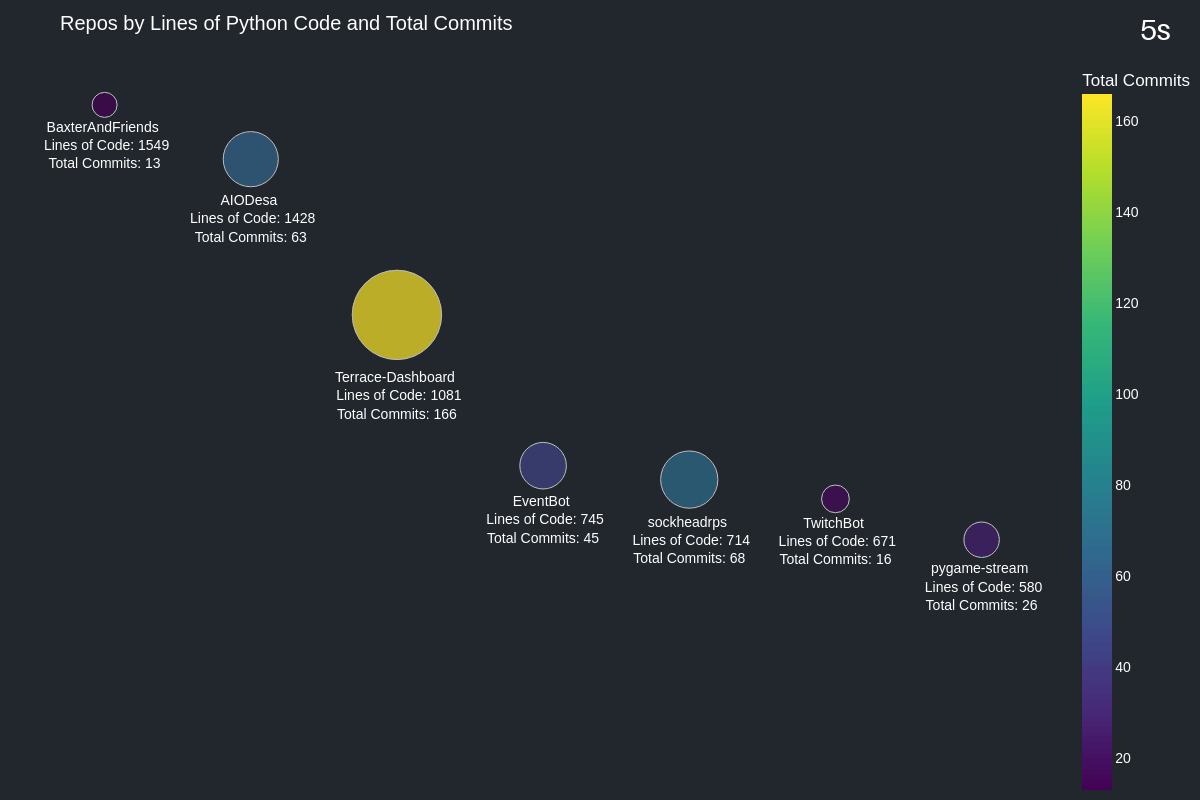 Repos by Lines of Python Code and Total Commits
5s
Total Commits
160
140
120
100
80
60
40
20
BaxterAndFriends
Lines of Code: 1549
Total Commits: 13
AIODesa
Lines of Code: 1428
Total Commits: 63
Terrace-Dashboard
Lines of Code: 1081
Total Commits: 166
EventBot
Lines of Code: 745
Total Commits: 45
sockheadrps
Lines of Code: 714
Total Commits: 68
TwitchBot
Lines of Code: 671
Total Commits: 16
pygame-stream
Lines of Code: 580
Total Commits: 26